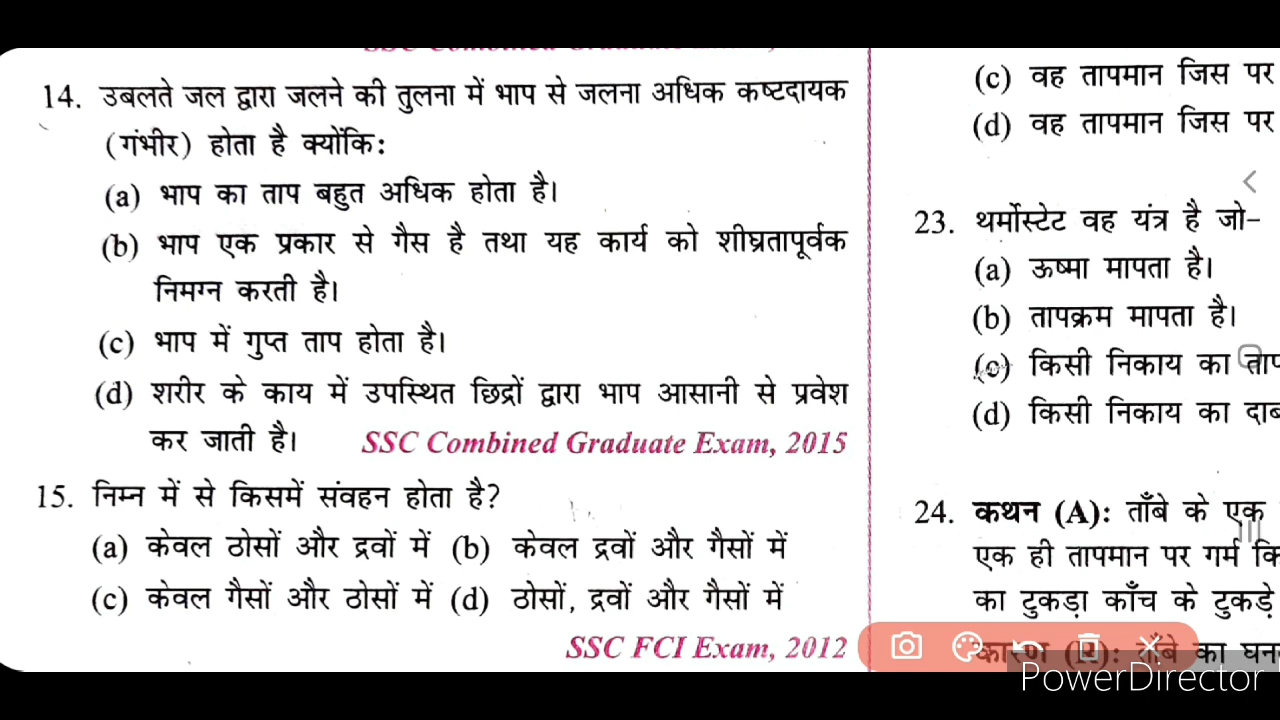 14. उबलते जल द्वारा जलने की तुलना में भाप से जलना अधिक कष्टदायक
(गंभीर) होता है क्योंकि:
(a) भाप का ताप बहुत अधिक होता है।
(b) भाप एक प्रकार से गैस है तथा यह कार्य को शीघ्रतापूर्वक
निमग्न करती है।
(c) भाप में गुप्त ताप होता है।
(d) शरीर के काय में उपस्थित छिद्रों द्वारा भाप आसानी से प्रवेश
कर जाती है। SSC Combined Graduate Exam, 2015
15. निम्न में से किसमें संवहन होता है?
(a) केवल ठोसों और द्रवों में (b) केवल द्रवों और गैसों में
(c) केवल गैसों और ठोसों में (d) ठोसों, द्रवों और गैसों में
SSC FCI Exam, 2012
(c) वह तापमान जिस पर
(d) वह तापमान जिस पर
23. थर्मोस्टेट वह यंत्र है जो-
(a) ऊष्मा मापता है।
(b) तापक्रम मापता है।
(c) किसी निकाय का ताप
(d) किसी निकाय का दाब
24. कथन (A): ताँबे के एक
एक ही तापमान पर गर्म कि
का टुकड़ा काँच के टुकड़े
कारण (R): ताँबे का घन
PowerDirector